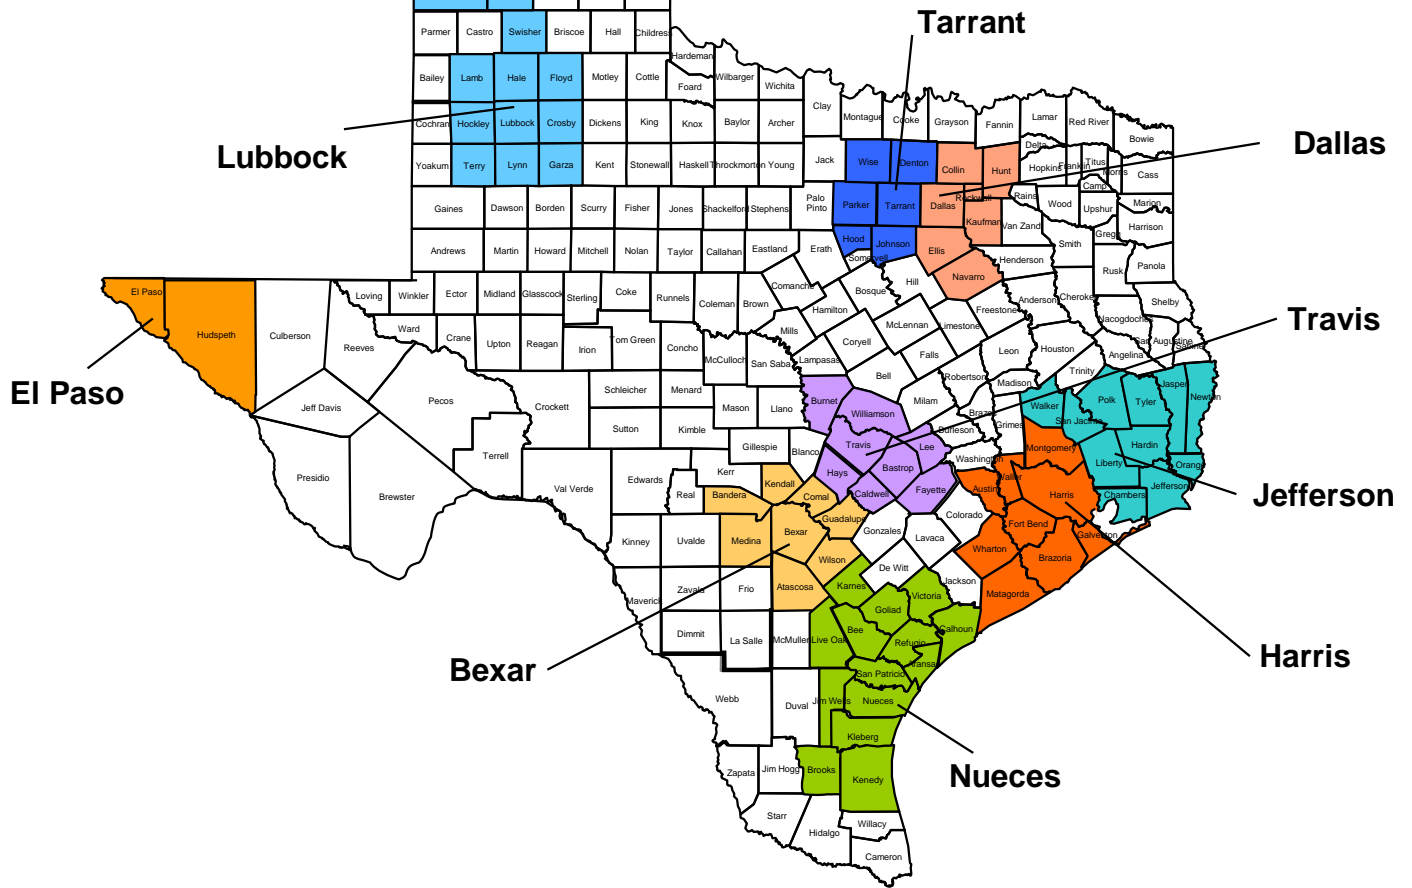 Tarrant
Parmer Castro Swisher Briscoe Hall Childress
Hardeman
Bailey Lamb Hale Floyd Motley Cottle Foard Wilbarger Wichita
Clay Montague Cooke Grayson Fannin Lamar Red River Bowie
Cochran Hockley Lubbock Crosby Dickens King Knox Baylor Archer
Lubbock
Dallas
Delta
Yoakum Terry Lynn Garza Kent Stonewall Haskell Throckmorton Young Jack Wise Denton Collin Hunt Hopkins Franklin Titus Morris Cass
Camp
Gaines Dawson Borden Scurry Fisher Jones Shackelford Stephens Palo
Pinto
Parker Tarrant Dallas Rockwall Rains Wood Upshur Marion
Kaufman Van Zand Gregg Harrison
Andrews Martin Howard Mitchell Nolan Taylor Callahan Eastland Erath Hood Johnson Ellis Smith
Somervell Henderson Rusk Panola
El Paso Loving Winkler Ector Midland Glasscock Sterling Coke Runnels Coleman Brown Comanche Bosque Hill Navarro Anderson Cherokee Shelby
Hudspeth Culberson Reeves Ward Crane Upton Reagan Irion Tom Green Concho McCulloch San Saba Mills Hamilton McLennan Limestone Freestone Nacogdoches San Augustine Sabine
Travis
Coryell Falls Leon Houston Angelina
Lampasas Bell Robertson Madison Trinity
El Paso
Jeff Davis Pecos Crockett Schleicher Menard Mason Llano Burnet Williamson Milam Brazos Grimes Walker San Jacinto Polk Tyler Jasper Newton
Sutton Kimble Gillespie Blanco Travis Lee Burleson Washington Montgomery Liberty Hardin Orange
Terrell
Presidio Brewster Val Verde Edwards Real Kerr Bandera Kendall Comal Hays Caldwell Bastrop Fayette Austin Waller Harris Chambers Jefferson
Jefferson
Kinney Uvalde Medina Bexar Guadalupe Gonzales Lavaca Colorado Wharton Fort Bend Brazoria Galveston
Maverick Zavala Frio Atascosa Wilson Karnes De Witt Victoria Jackson Matagorda
Dimmit La Salle McMullen Live Oak Bee Goliad Refugio Calhoun
Bexar
Harris
San Patricio Aransas
Webb Duval Jim Wells Nueces
Kleberg
Nueces
Zapata Jim Hogg Brooks Kenedy
Starr Hidalgo Willacy
Cameron